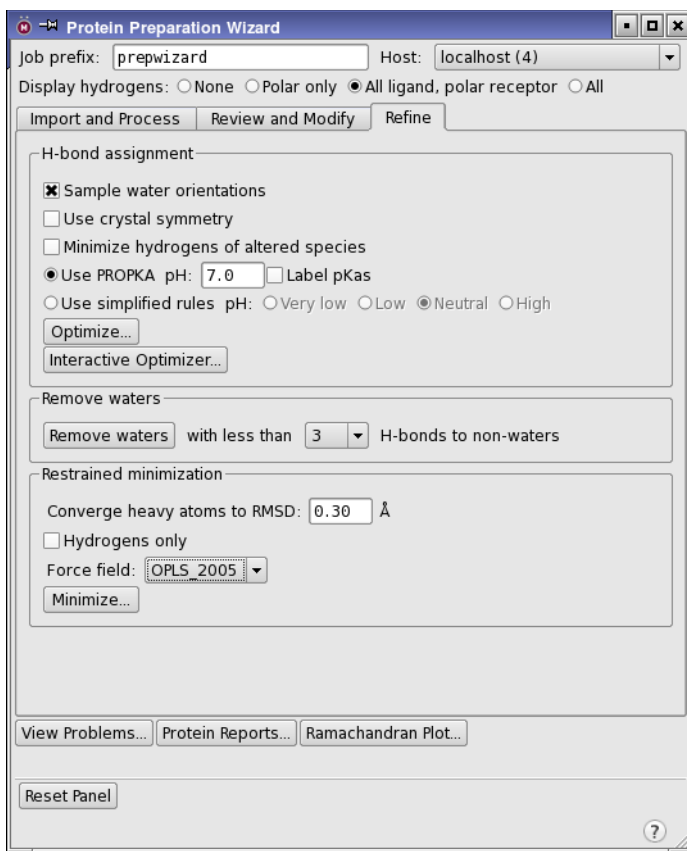 Protein Preparation Wizard
Job prefix: prepwizard Host: localhost (4)
Display hydrogens: None Polar only All ligand, polar receptor All
Import and Process Review and Modify Refine
H-bond assignment
Sample water orientations
Use crystal symmetry
Minimize hydrogens of altered species
Use PROPKA pH: 7.0 Label pKas
Use simplified rules pH: Very low Low Neutral High
Optimize...
Interactive Optimizer...
Remove waters
Remove waters with less than 3 H-bonds to non-waters
Restrained minimization
Converge heavy atoms to RMSD: 0.30 Å
Hydrogens only
Force field: OPLS_2005
Minimize...
View Problems... Protein Reports... Ramachandran Plot...
Reset Panel
?